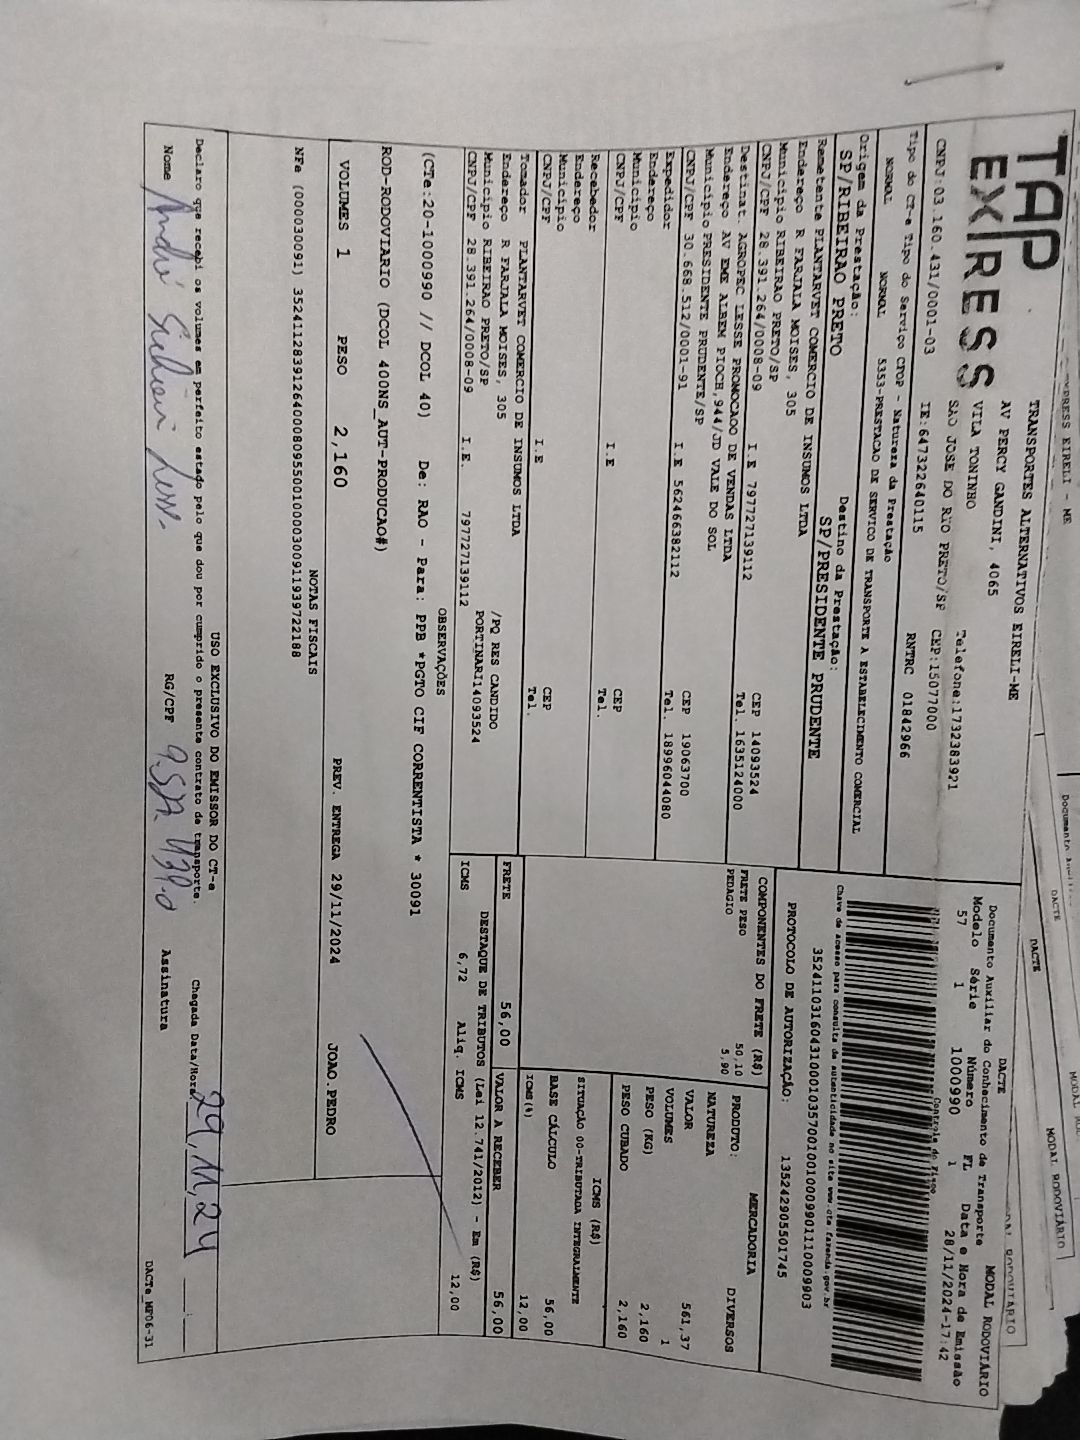 TAP
EXPRESS
TRANSPORTES ALTERNATIVOS EIRELI-ME
AV PERCY GANDINI, 4065
VILA TONINHO
SAO JOSE DO RIO PRETO/SP
Telefone:1732383921
CEP:15077000
CNPJ:03.160.431/0001-03 IE:647322640115 RNTRC 01842966
DACTE
Documento Auxiliar do Conhecimento de Transporte
MODAL RODOVIÁRIO
Modelo Série Número FL Data e Hora de Emissão
57 1 1000990 1 28/11/2024-17:42
Controle do Fisco
Tipo do CT-e Tipo do Serviço CFOP - Natureza da Prestação
NORMAL NORMAL 5353-PRESTACAO DE SERVICO DE TRANSPORTE A ESTABELECIMENTO COMERCIAL
Chave de acesso para consulta de autenticidade no site www.cte.fazenda.gov.br
PROTOCOLO DE AUTORIZAÇÃO: 135242905501745
Origem da Prestação: Destino da Prestação:
SP/RIBEIRAO PRETO SP/PRESIDENTE PRUDENTE
Remetente PLANTARVET COMERCIO DE INSUMOS LTDA
Endereço R FARJALA MOISES, 305
Município RIBEIRAO PRETO/SP CEP 14093524
CNPJ/CPF 28.391.264/0008-09 I.E 797727139112 Tel. 1635124000
Destinat. AGROPEC LESSE PROMOCAO DE VENDAS LTDA
Endereço AV EME ALBEM PIOCH,944/JD VALE DO SOL
Município PRESIDENTE PRUDENTE/SP CEP 19063700
CNPJ/CPF 30.668.512/0001-91 I.E 562466382112 Tel. 18996044080
Expedidor
Endereço
Município CEP
CNPJ/CPF I.E Tel.
Recebedor
Endereço
Município CEP
CNPJ/CPF I.E Tel.
Tomador PLANTARVET COMERCIO DE INSUMOS LTDA
Endereço R FARJALA MOISES, 305 /PQ RES CANDIDO
Município RIBEIRAO PRETO/SP PORTINARI14093524
CNPJ/CPF 28.391.264/0008-09 I.E. 797727139112
COMPONENTES DO FRETE (R$)
FRETE PESO 50,10
PEDAGIO 5,90
FRETE 56,00
MERCADORIA
PRODUTO: DIVERSOS
NATUREZA
VALOR 561,37
VOLUMES 1
PESO (KG) 2,160
PESO CUBADO 2,160
ICMS (R$)
SITUAÇÃO 00-TRIBUTADA INTEGRALMENTE
BASE CÁLCULO 56,00
ICMS(%) 12,00
VALOR A RECEBER 56,00
DESTAQUE DE TRIBUTOS (Lei 12.741/2012) - Em (R$)
ICMS 6,72 Aliq. ICMS 12,00
OBSERVAÇÕES
(CTe:20-1000990 // DCOL 40) De: RAO - Para: PPB *PGTO CIF CORRENTISTA * 30091
ROD-RODOVIARIO (DCOL 400NS_AUT-PRODUCAO#)
VOLUMES 1 PESO 2,160 PREV. ENTREGA 29/11/2024 JOAO.PEDRO
NOTAS FISCAIS
USO EXCLUSIVO DO EMISSOR DO CT-e
Declaro que recebi os volumes em perfeito estado pelo que dou por cumprido o presente contrato de transporte.
Chegada Data/Hora 29/11/24
Nome RG/CPF Assinatura
DACTe_MP06-31